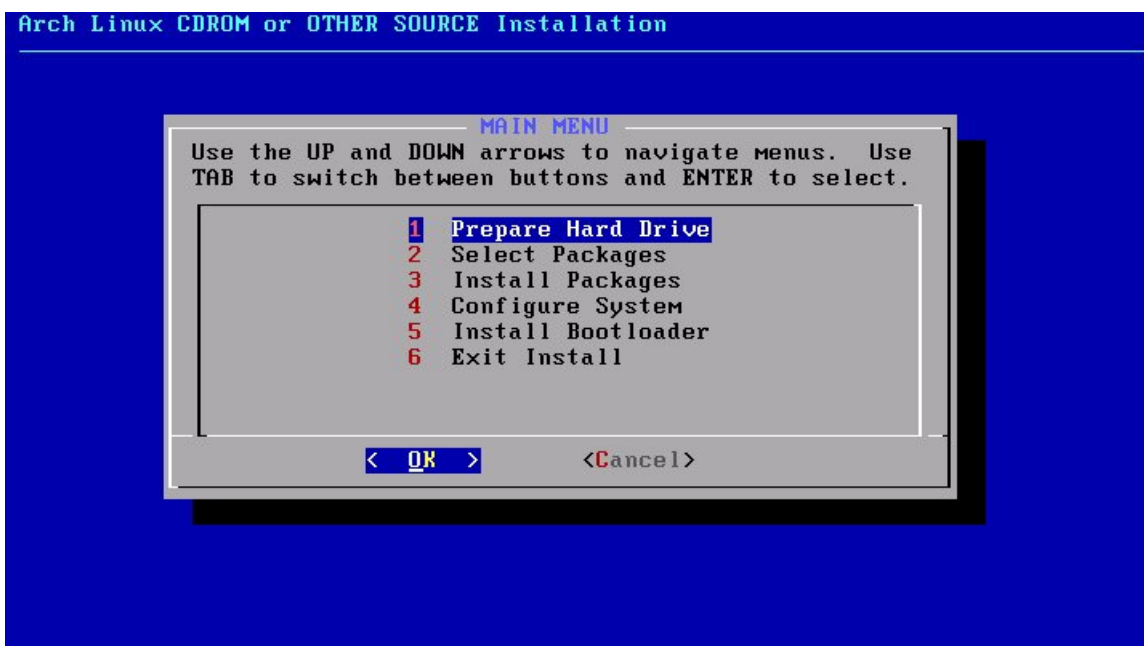 Arch Linux CDROM or OTHER SOURCE Installation
MAIN MENU
Use the UP and DOWN arrows to navigate menus. Use
TAB to switch between buttons and ENTER to select.
1 Prepare Hard Drive
2 Select Packages
3 Install Packages
4 Configure System
5 Install Bootloader
6 Exit Install
< OK > <Cancel>